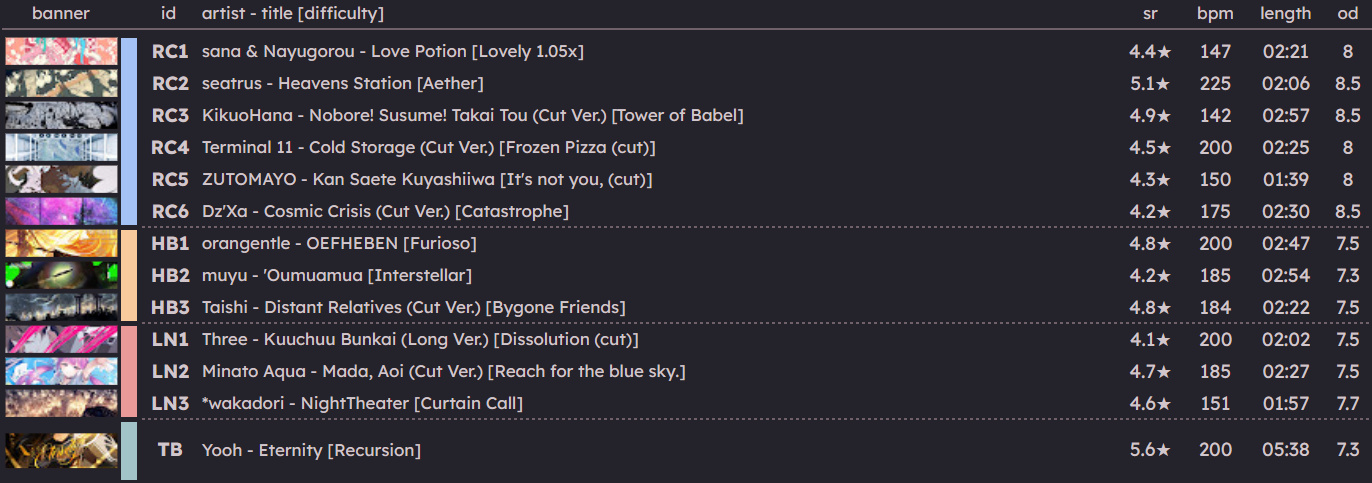 banner id artist - title [difficulty] sr bpm length od
RC1 sana & Nayugorou - Love Potion [Lovely 1.05x] 4.4★ 147 02:21 8
RC2 seatrus - Heavens Station [Aether] 5.1★ 225 02:06 8.5
RC3 KikuoHana - Nobore! Susume! Takai Tou (Cut Ver.) [Tower of Babel] 4.9★ 142 02:57 8.5
RC4 Terminal 11 - Cold Storage (Cut Ver.) [Frozen Pizza (cut)] 4.5★ 200 02:25 8
RC5 ZUTOMAYO - Kan Saete Kuyashiiwa [It's not you, (cut)] 4.3★ 150 01:39 8
RC6 Dz'Xa - Cosmic Crisis (Cut Ver.) [Catastrophe] 4.2★ 175 02:30 8.5
HB1 orangentle - OEFHEBEN [Furioso] 4.8★ 200 02:47 7.5
HB2 muyu - 'Oumuamua [Interstellar] 4.2★ 185 02:54 7.3
HB3 Taishi - Distant Relatives (Cut Ver.) [Bygone Friends] 4.8★ 184 02:22 7.5
LN1 Three - Kuuchuu Bunkai (Long Ver.) [Dissolution (cut)] 4.1★ 200 02:02 7.5
LN2 Minato Aqua - Mada, Aoi (Cut Ver.) [Reach for the blue sky.] 4.7★ 185 02:27 7.5
LN3 *wakadori - NightTheater [Curtain Call] 4.6★ 151 01:57 7.7
TB Yooh - Eternity [Recursion] 5.6★ 200 05:38 7.3